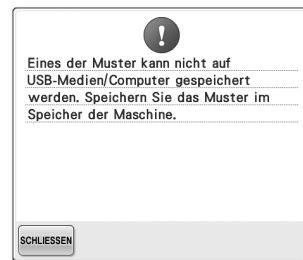 Eines der Muster kann nicht auf
USB-Medien/Computer gespeichert
werden. Speichern Sie das Muster im
Speicher der Maschine.
SCHLIESSEN